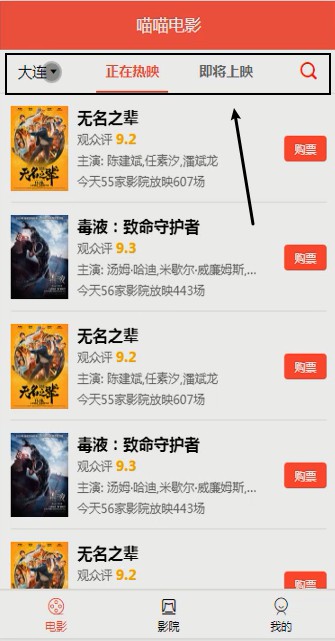 喵喵电影
大连 正在热映 即将上映
无名之辈
观众评 9.2
主演: 陈建斌,任素汐,潘斌龙
今天55家影院放映607场
购票
无名之辈
毒液：致命守护者
观众评 9.3
主演: 汤姆·哈迪,米歇尔·威廉姆斯,...
今天56家影院放映443场
购票
无名之辈
观众评 9.2
主演: 陈建斌,任素汐,潘斌龙
今天55家影院放映607场
购票
无名之辈
毒液：致命守护者
观众评 9.3
主演: 汤姆·哈迪,米歇尔·威廉姆斯,...
今天56家影院放映443场
购票
无名之辈
观众评 9.2
购票
电影 影院 我的